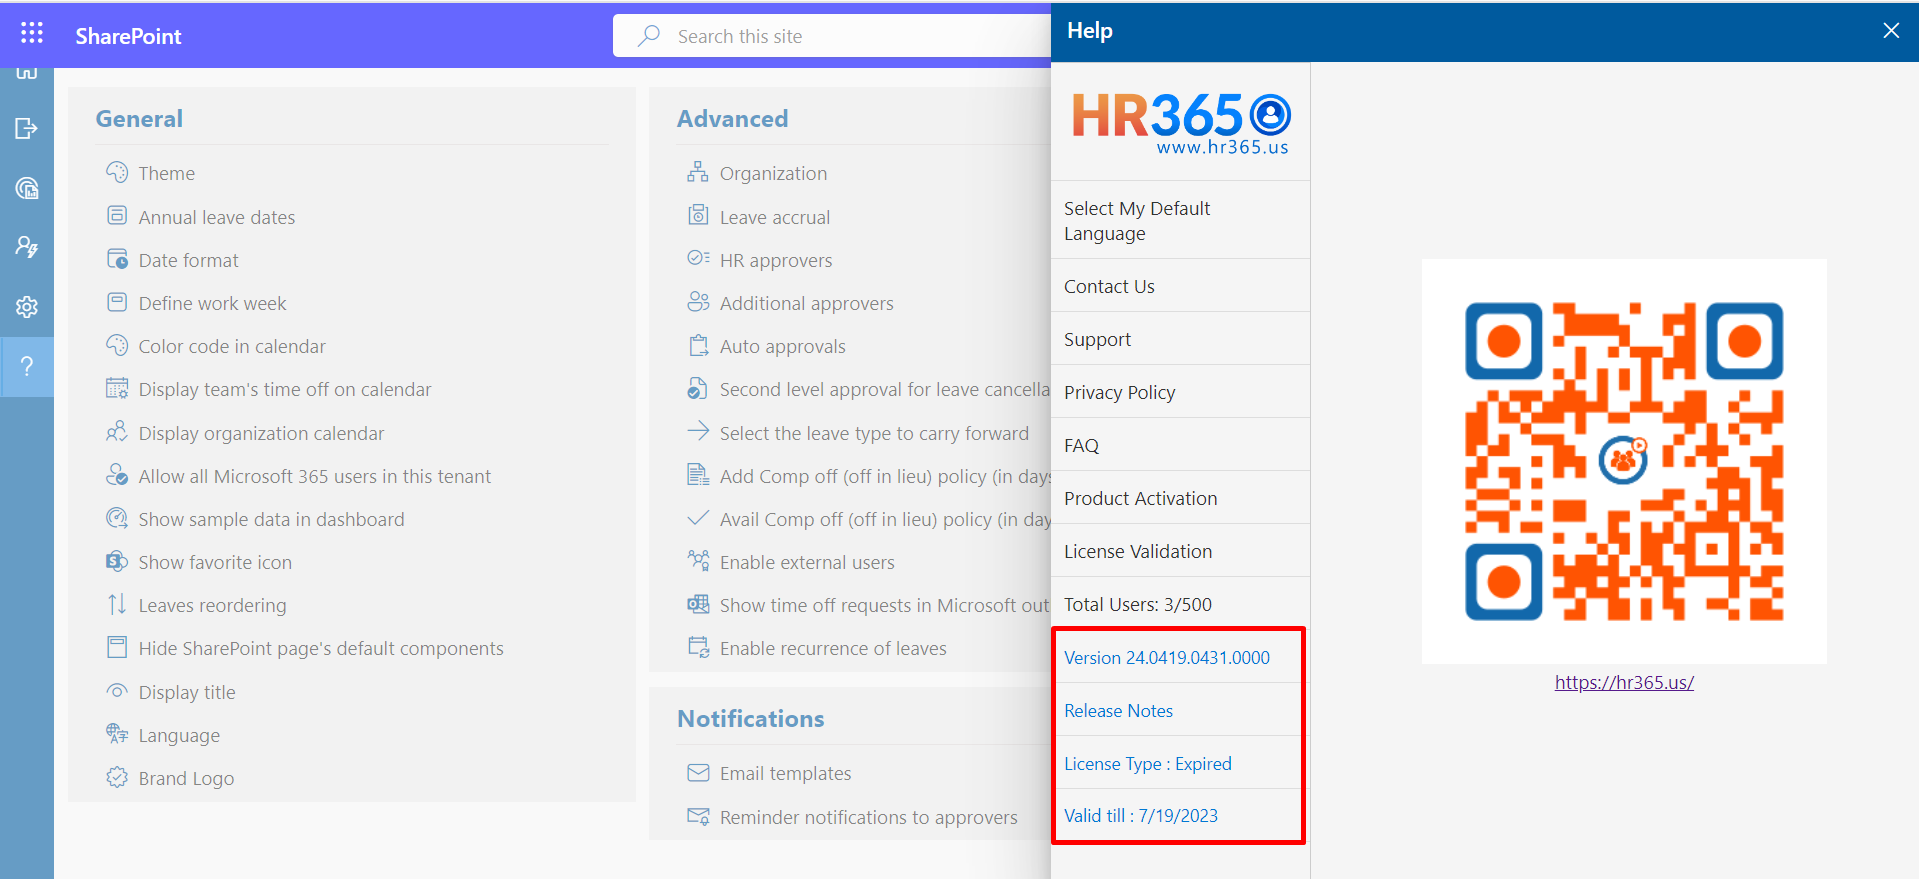 SharePoint
Search this site
General
Theme
Annual leave dates
Date format
Define work week
Color code in calendar
Display team's time off on calendar
Display organization calendar
Allow all Microsoft 365 users in this tenant
Show sample data in dashboard
Show favorite icon
Leaves reordering
Hide SharePoint page's default components
Display title
Language
Brand Logo
Advanced
Organization
Leave accrual
HR approvers
Additional approvers
Auto approvals
Second level approval for leave cancella
Select the leave type to carry forward
Add Comp off (off in lieu) policy (in days
Avail Comp off (off in lieu) policy (in day
Enable external users
Show time off requests in Microsoft out
Enable recurrence of leaves
Notifications
Email templates
Reminder notifications to approvers
Help
HR365
www.hr365.us
Select My Default
Language
Contact Us
Support
Privacy Policy
FAQ
Product Activation
License Validation
Total Users: 3/500
Version 24.0419.0431.0000
Release Notes
License Type : Expired
Valid till : 7/19/2023
https://hr365.us/